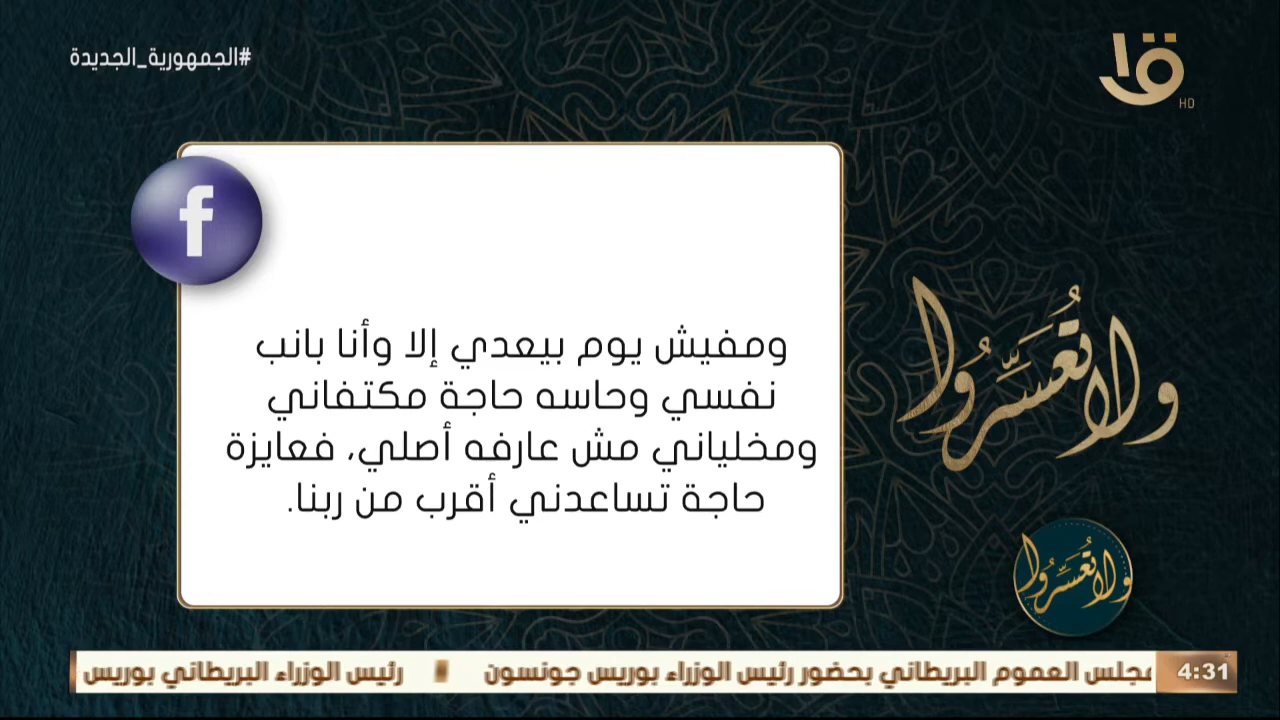 #الجمهورية_الجديدة
HD
ومفيش يوم بيعدي إلا وأنا بانب
نفسي وحاسه حاجة مكتفاني
ومخلياني مش عارفه أصلي، فعايزة
حاجة تساعدني أقرب من ربنا.
ولا تُعَسِّرُوا
ولا تُعَسِّرُوا
4:31
مجلس العموم البريطاني بحضور رئيس الوزراء بوريس جونسون
رئيس الوزراء البريطاني بوريس